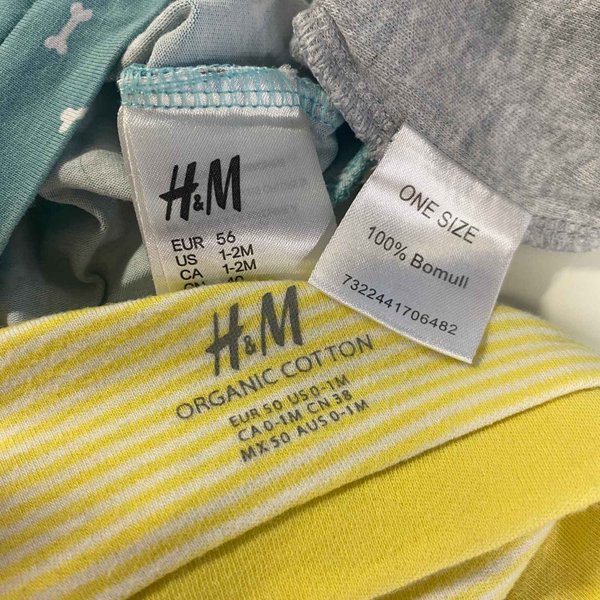 H&M
EUR 56
US 1-2M
CA 1-2M
ONE SIZE
100% Bomull
7322441706482
H&M
ORGANIC COTTON
EUR 50 US 0-1M
CA 0-1M CN 38
MX 50 AUS 0-1M